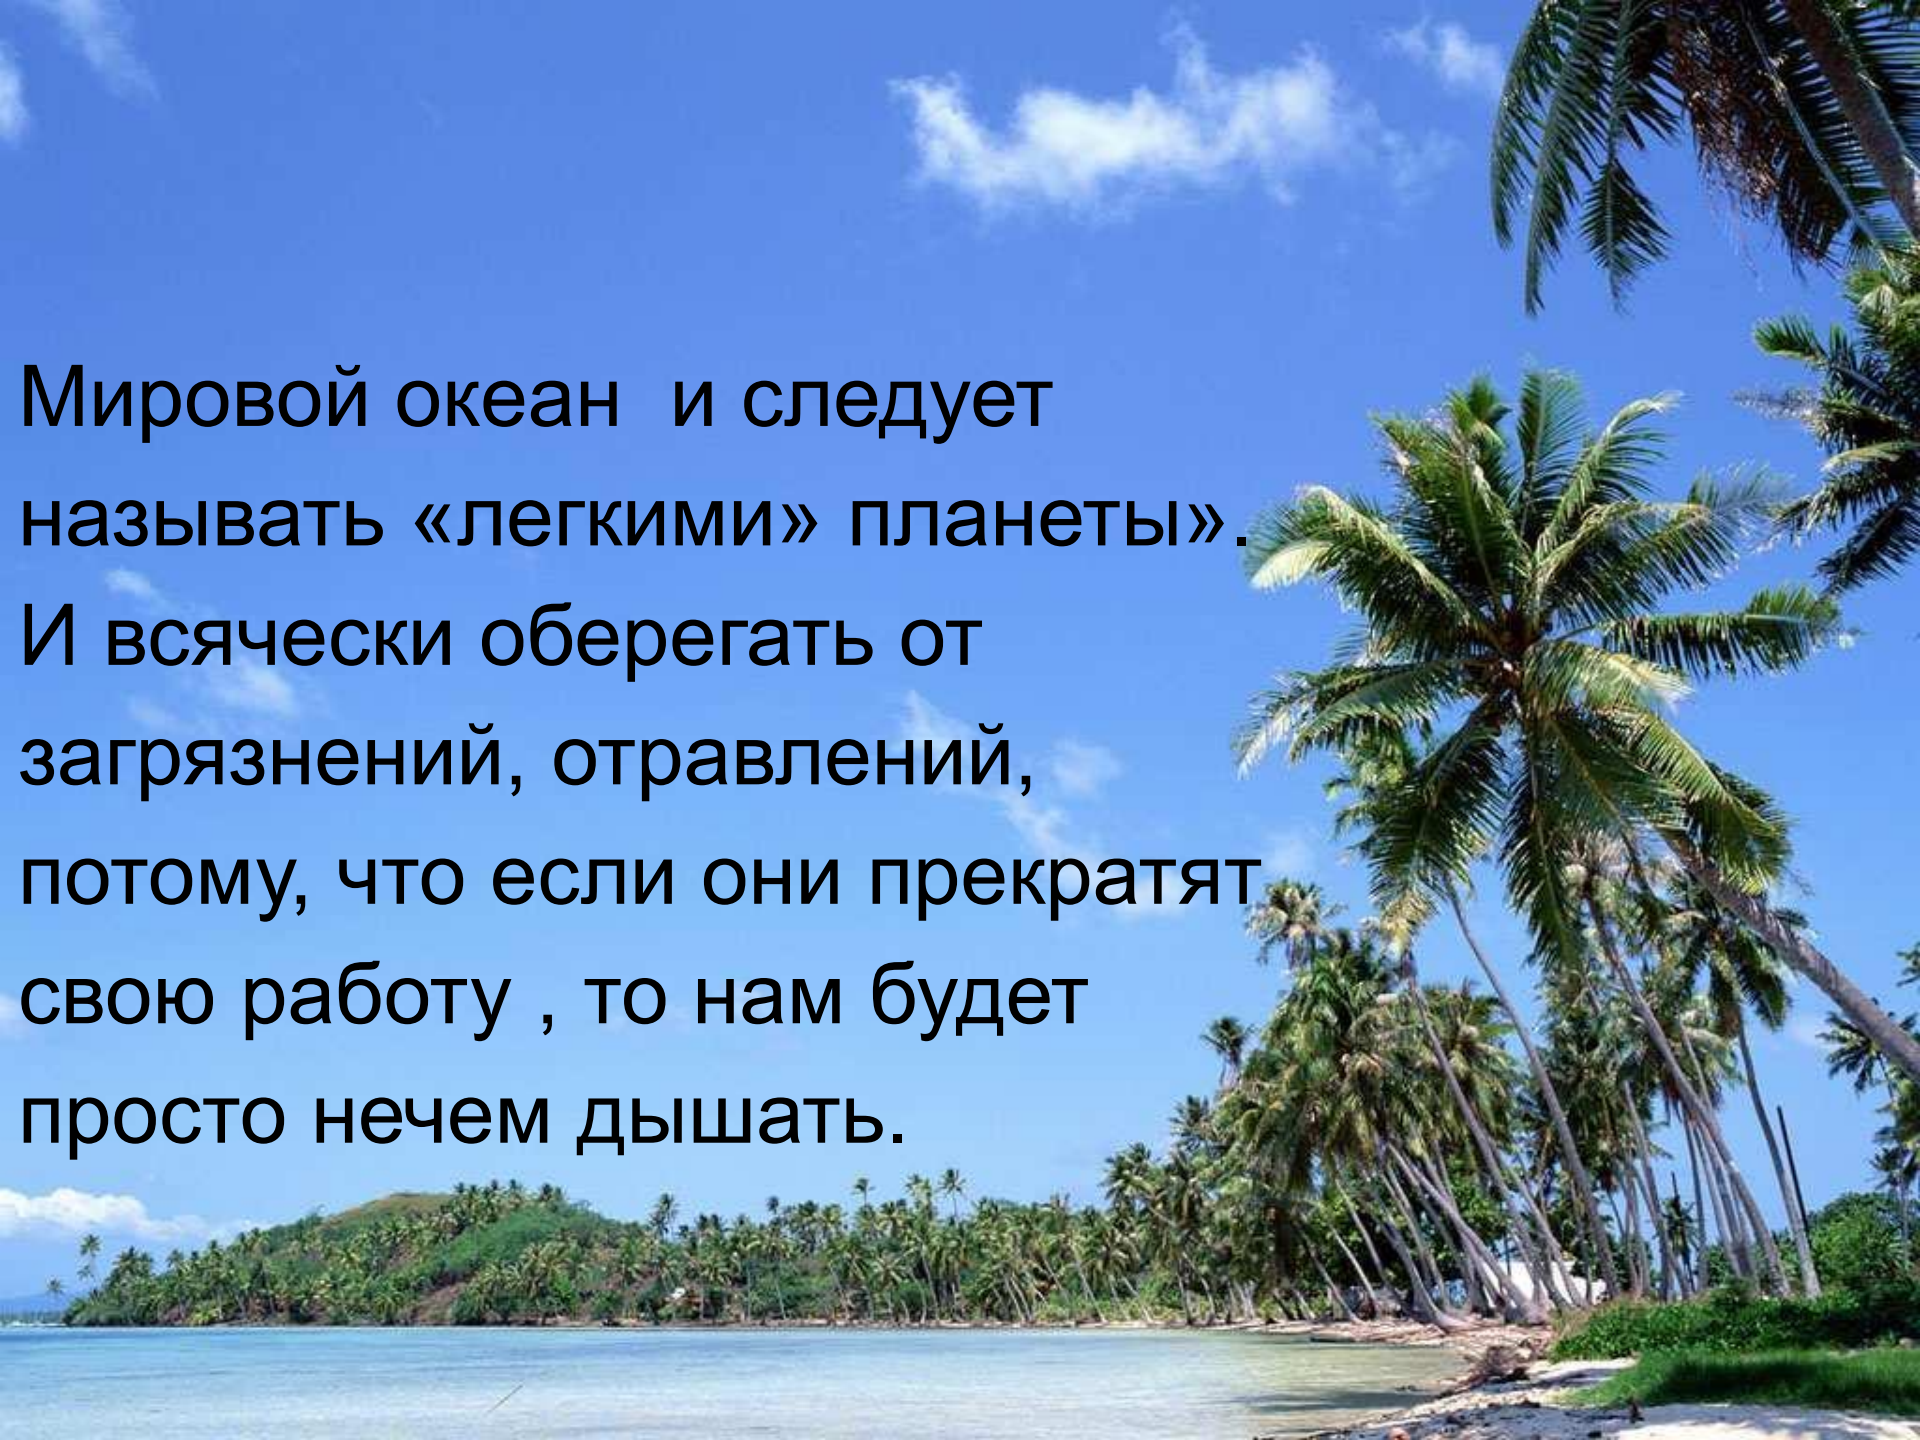 Мировой океан  и следует
называть «легкими» планеты».
И всячески оберегать от
загрязнений, отравлений,
потому, что если они прекратят
свою работу , то нам будет
просто нечем дышать.